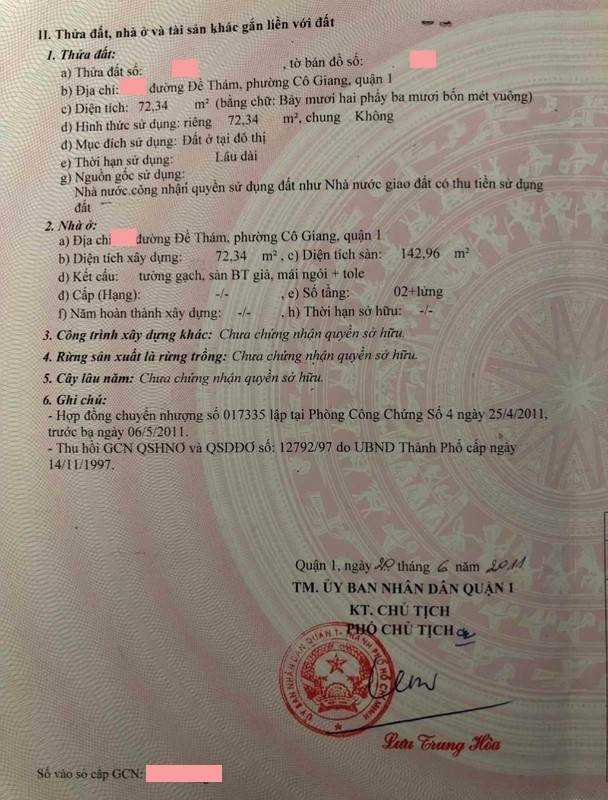 II. Thửa đất, nhà ở và tài sản khác gắn liền với đất
1. Thửa đất:
a) Thửa đất số: , tờ bản đồ số:
b) Địa chỉ: đường Đề Thám, phường Cô Giang, quận 1
c) Diện tích: 72,34 m² (bằng chữ: Bảy mươi hai phẩy ba mươi bốn mét vuông)
d) Hình thức sử dụng: riêng 72,34 m², chung Không
đ) Mục đích sử dụng: Đất ở tại đô thị
e) Thời hạn sử dụng: Lâu dài
g) Nguồn gốc sử dụng:
Nhà nước công nhận quyền sử dụng đất như Nhà nước giao đất có thu tiền sử dụng
đất
2. Nhà ở:
a) Địa chỉ đường Đề Thám, phường Cô Giang, quận 1
b) Diện tích xây dựng: 72,34 m², c) Diện tích sàn: 142,96 m²
d) Kết cấu: tường gạch, sàn BT giả, mái ngói + tole
đ) Cấp (Hạng): -/- , e) Số tầng: 02+lửng
f) Năm hoàn thành xây dựng: -/- , h) Thời hạn sở hữu: -/-
3. Công trình xây dựng khác: Chưa chứng nhận quyền sở hữu.
4. Rừng sản xuất là rừng trồng: Chưa chứng nhận quyền sở hữu.
5. Cây lâu năm: Chưa chứng nhận quyền sở hữu.
6. Ghi chú:
- Hợp đồng chuyển nhượng số 017335 lập tại Phòng Công Chứng Số 4 ngày 25/4/2011,
trước bạ ngày 06/5/2011.
- Thu hồi GCN QSHNƠ và QSDĐƠ số: 12792/97 do UBND Thành Phố cấp ngày
14/11/1997.
Quận 1, ngày 20 tháng 6 năm 2011
TM. ỦY BAN NHÂN DÂN QUẬN 1
KT. CHỦ TỊCH
PHÓ CHỦ TỊCH
ỦY BAN NHÂN DÂN QUẬN 1 - THÀNH PHỐ HỒ CHÍ MINH
Lưu Trung Hòa
Số vào sổ cấp GCN: